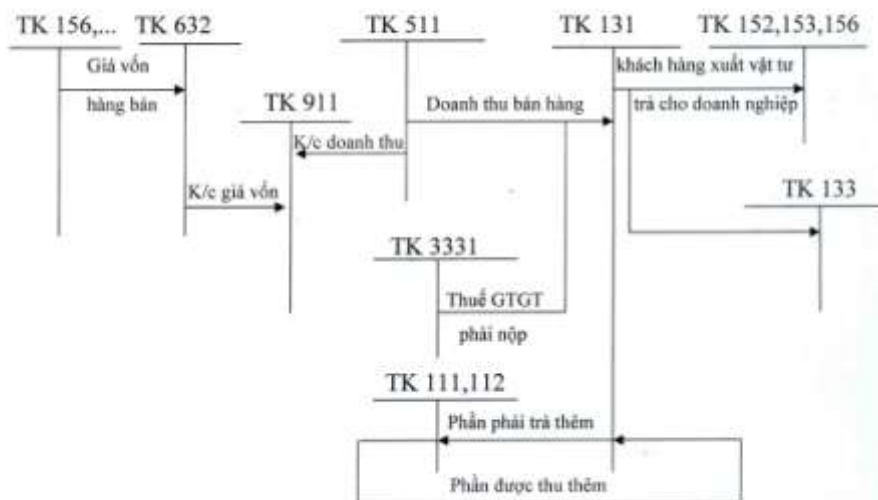 TK 156,... TK 632 TK 511 TK 131 TK 152,153,156
Giá vốn
hàng bán
khách hàng xuất vật tư
trả cho doanh nghiệp
TK 911
Doanh thu bán hàng
K/c doanh thu
K/c giá vốn
TK 133
TK 3331
Thuế GTGT
phải nộp
TK 111,112
Phần phải trả thêm
Phần được thu thêm